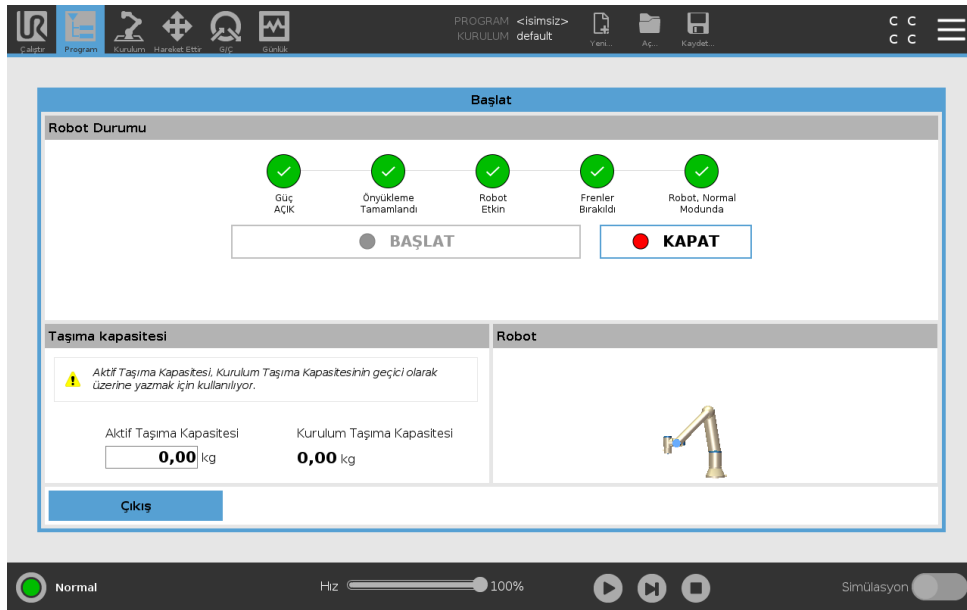 PROGRAM <isimsiz>
KURULUM default
C C
C C
Çalıştır Program Kurulum Hareket Ettir G/Ç Günlük Yeni... Aç... Kaydet...
Başlat
Robot Durumu
Güç AÇIK
Önyükleme Tamamlandı
Robot Etkin
Frenler Bırakıldı
Robot, Normal Modunda
BAŞLAT
KAPAT
Taşıma kapasitesi
Aktif Taşıma Kapasitesi, Kurulum Taşıma Kapasitesinin geçici olarak
üzerine yazmak için kullanılıyor.
Aktif Taşıma Kapasitesi
0,00 kg
Kurulum Taşıma Kapasitesi
0,00 kg
Robot
Çıkış
Normal
Hız 100%
Simülasyon